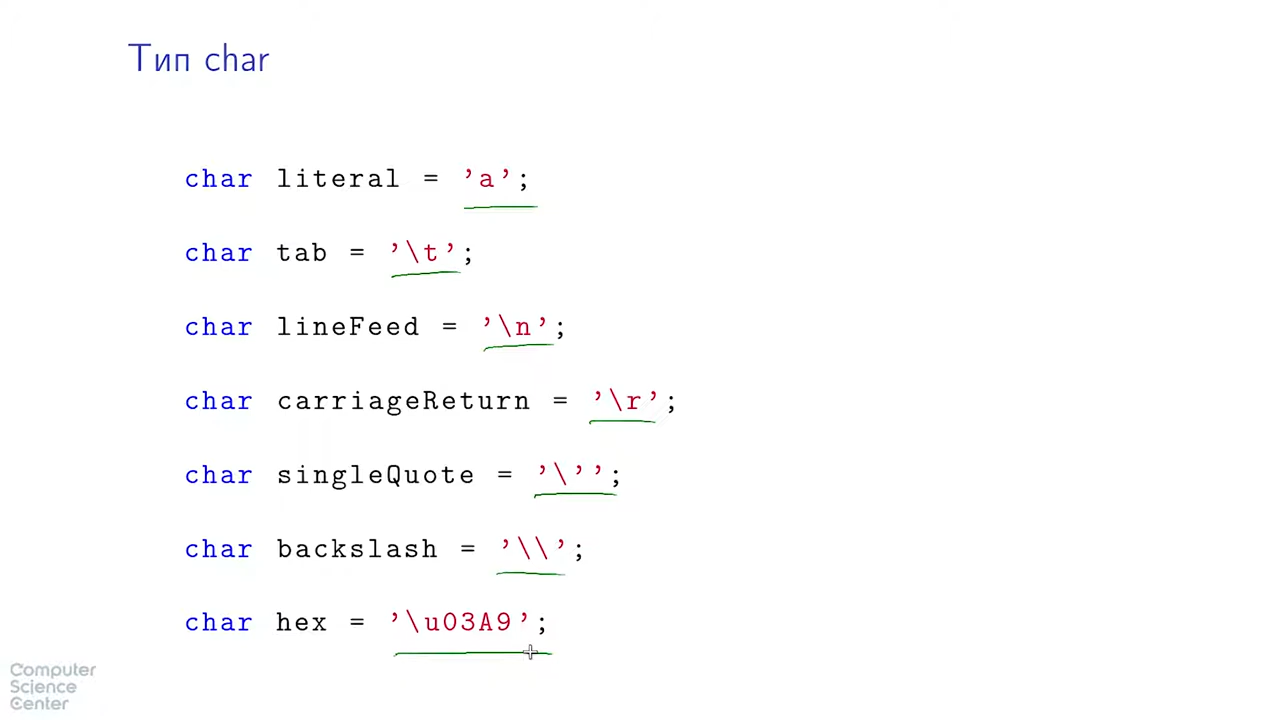 Тип char
char literal = 'a';
char tab = '\t';
char lineFeed = '\n';
char carriageReturn = '\r';
char singleQuote = '\'';
char backslash = '\\';
char hex = '\u03A9';
Computer
Science
Center